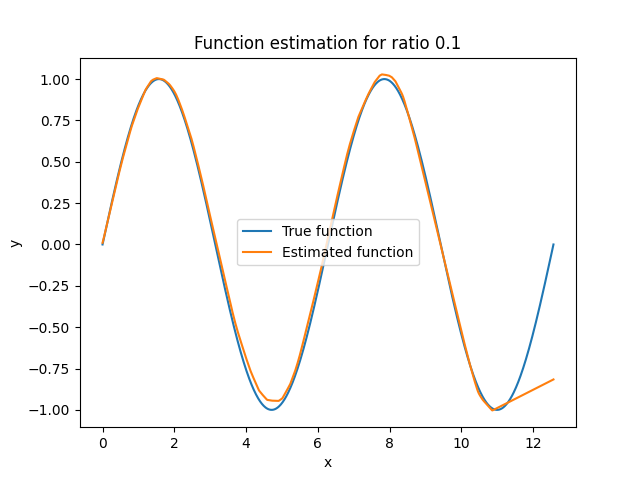 Function estimation for ratio 0.1
1.00
0.75
0.50
0.25
0.00
−0.25
−0.50
−0.75
−1.00
y
True function
Estimated function
0 2 4 6 8 10 12
x